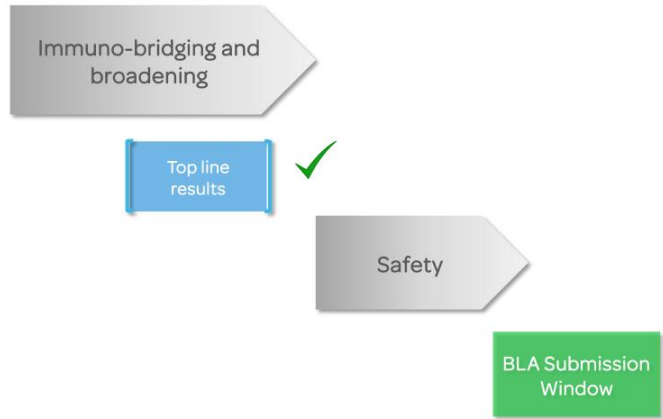 Immuno-bridging and
broadening
Top line
results
Safety
BLA Submission
Window